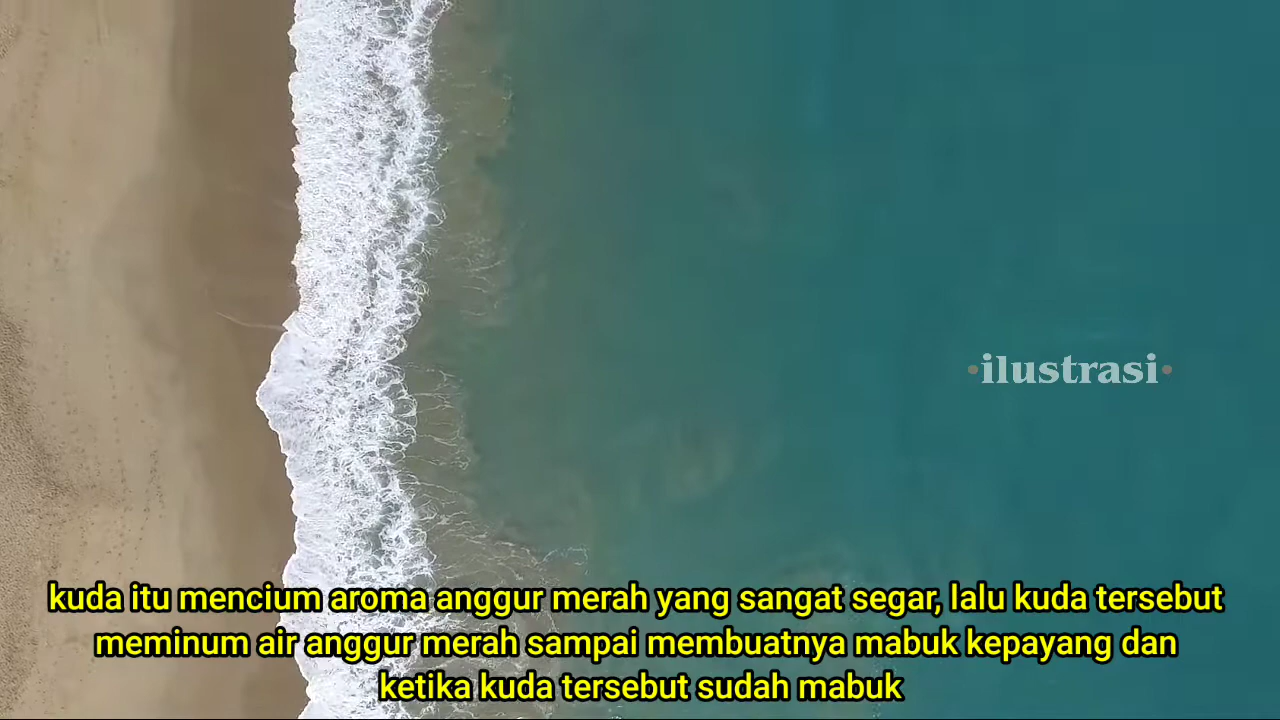 •ilustrasi•
kuda itu mencium aroma anggur merah yang sangat segar, lalu kuda tersebut
meminum air anggur merah sampai membuatnya mabuk kepayang dan
ketika kuda tersebut sudah mabuk